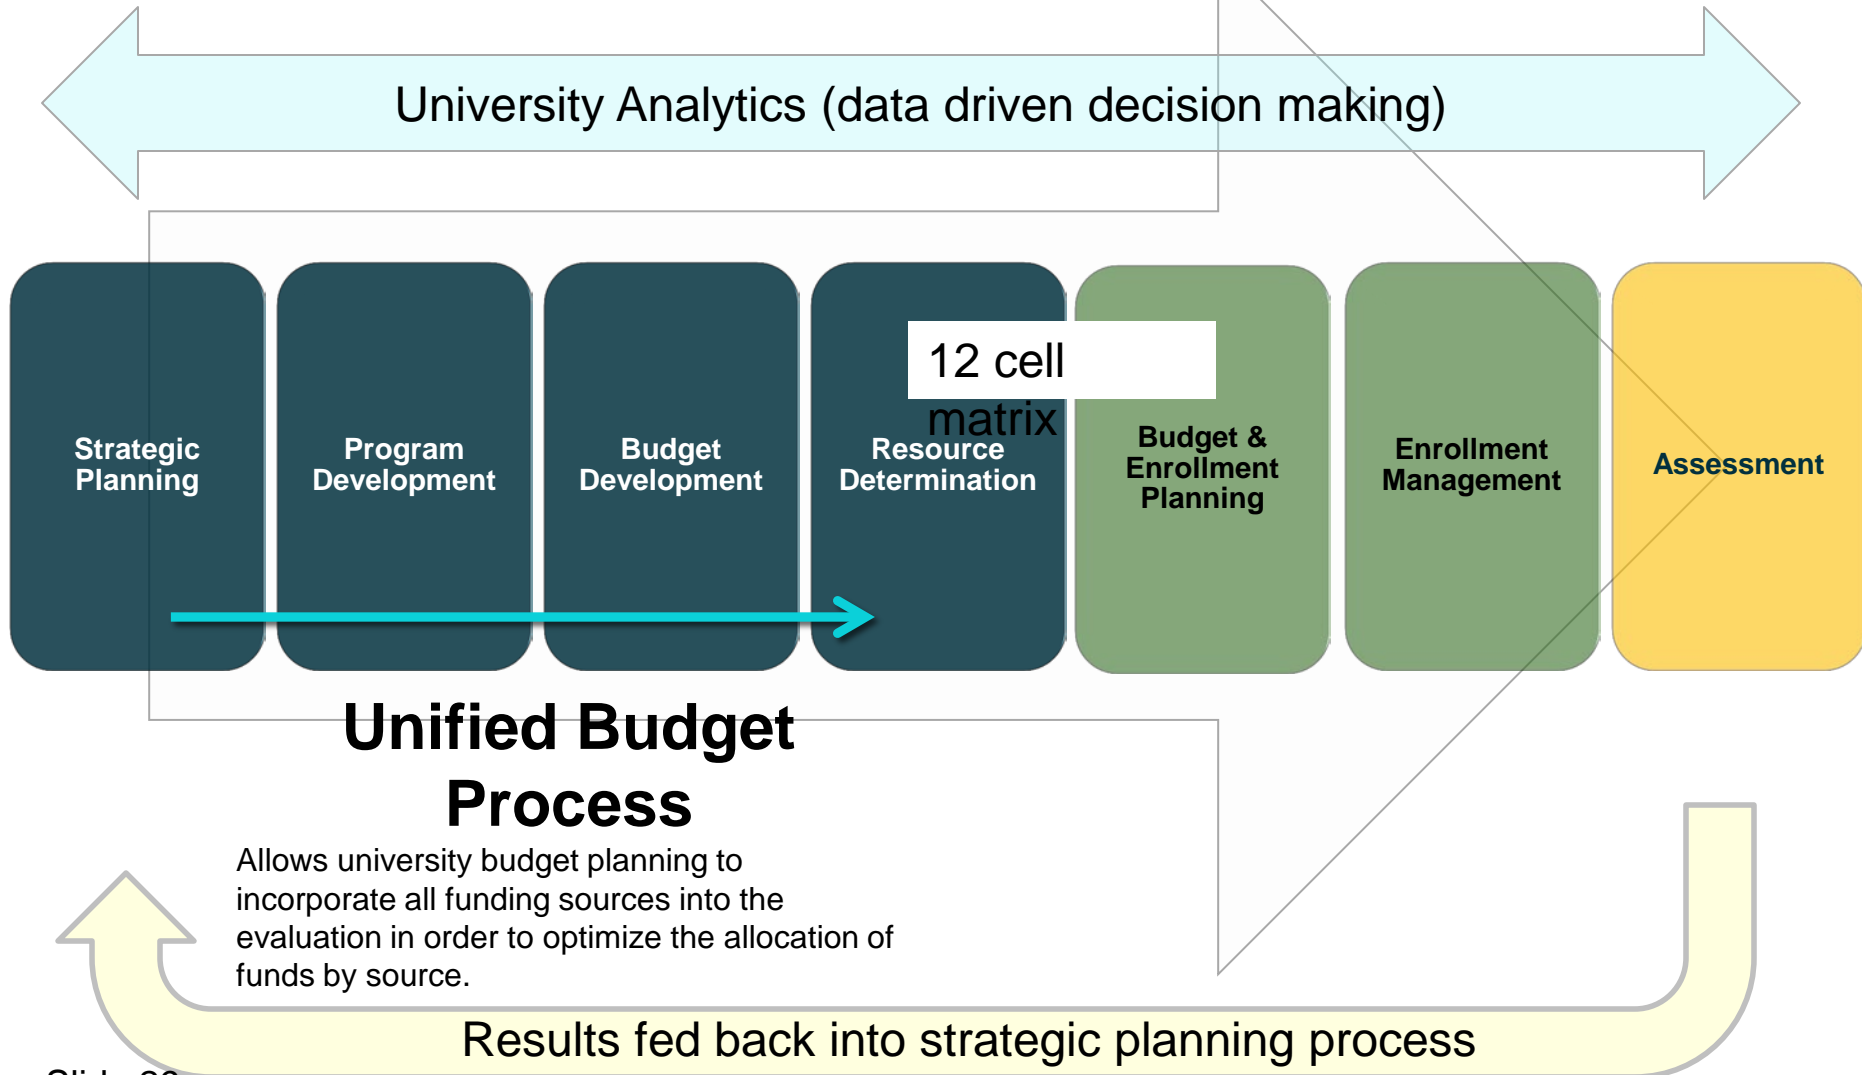 University Analytics (data driven decision making)
12 cell
matrix
Strategic
Planning
Program
Development
Budget
Development
Resource
Determination
Budget &
Enrollment
Planning
Enrollment
Management
Assessment
Unified Budget
Process
Allows university budget planning to
incorporate all funding sources into the
evaluation in order to optimize the allocation of
funds by source.
Results fed back into strategic planning process
Slide